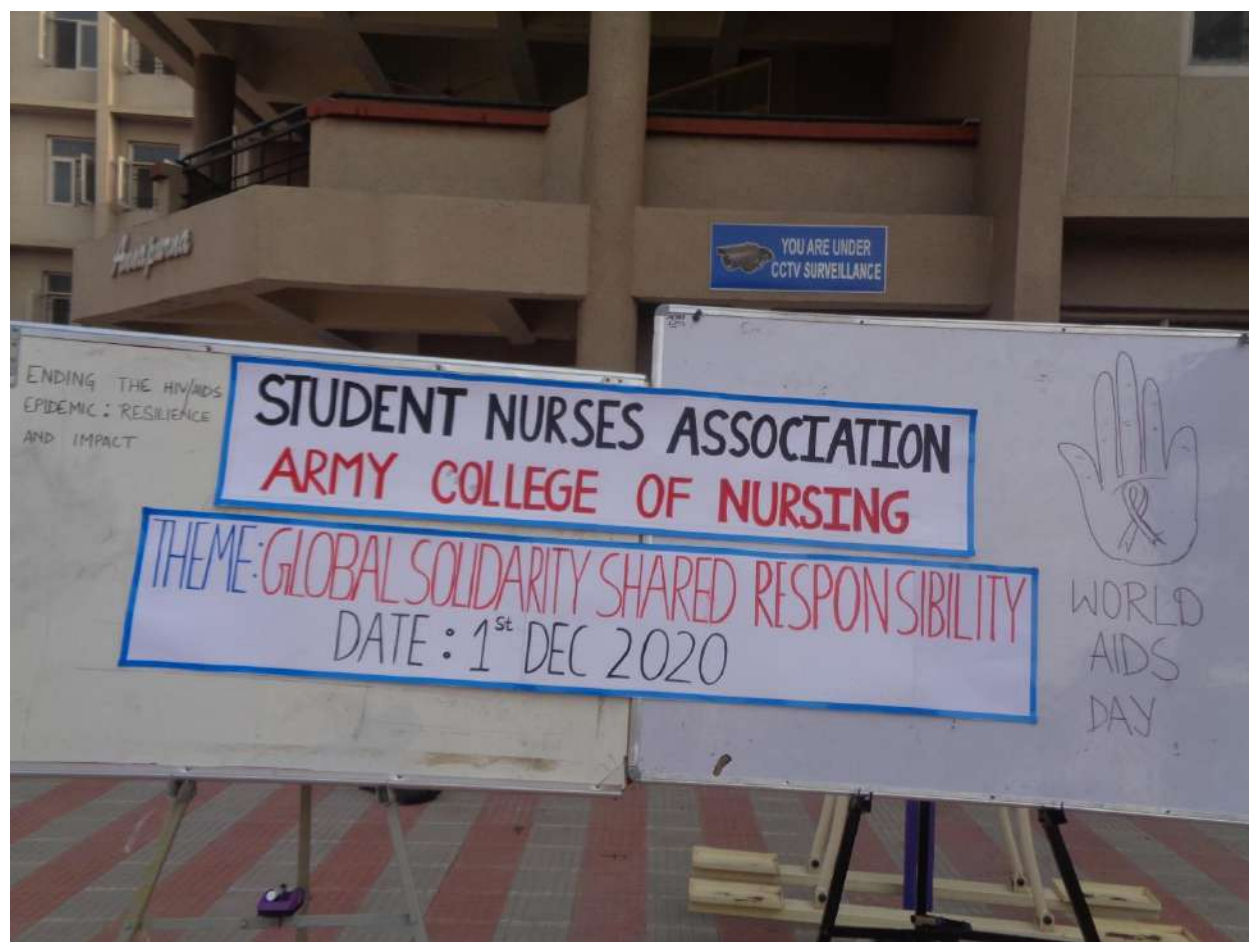 Annapurna
YOU ARE UNDER
CCTV SURVEILLANCE
ENDING THE HIV/AIDS
EPIDEMIC: RESILIENCE
AND IMPACT
STUDENT NURSES ASSOCIATION
ARMY COLLEGE OF NURSING
THEME: GLOBAL SOLIDARITY SHARED RESPONSIBILITY
DATE: 1st DEC 2020
WORLD
AIDS
DAY